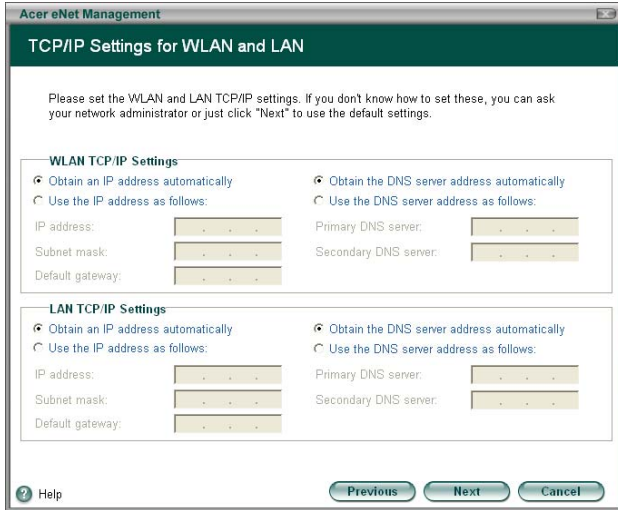 Acer eNet Management
TCP/IP Settings for WLAN and LAN
Please set the WLAN and LAN TCP/IP settings. If you don't know how to set these, you can ask
your network administrator or just click "Next" to use the default settings.
WLAN TCP/IP Settings
Obtain an IP address automatically
Use the IP address as follows:
IP address:
Subnet mask:
Default gateway:
Obtain the DNS server address automatically
Use the DNS server address as follows:
Primary DNS server:
Secondary DNS server:
LAN TCP/IP Settings
Obtain an IP address automatically
Use the IP address as follows:
IP address:
Subnet mask:
Default gateway:
Obtain the DNS server address automatically
Use the DNS server address as follows:
Primary DNS server:
Secondary DNS server:
? Help
Previous
Next
Cancel